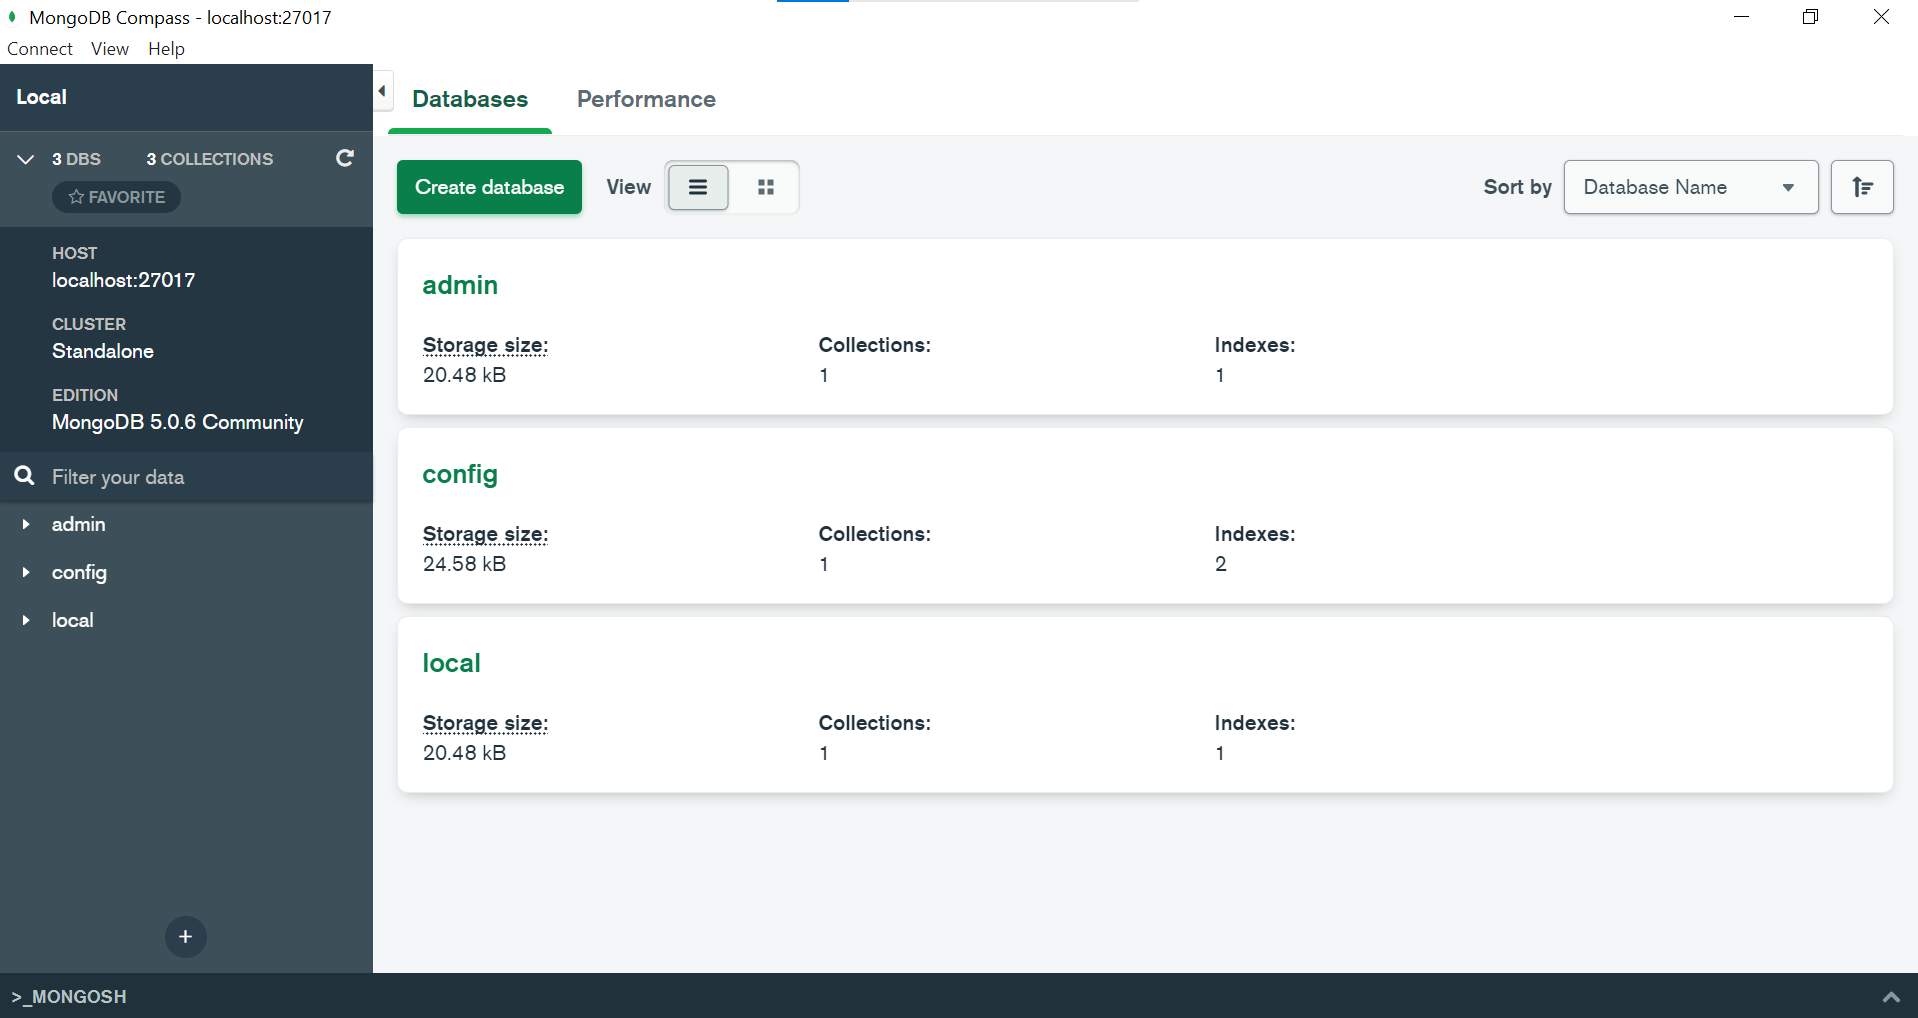 MongoDB Compass - localhost:27017
Connect View Help
Local
3 DBS 3 COLLECTIONS
FAVORITE
HOST
localhost:27017
CLUSTER
Standalone
EDITION
MongoDB 5.0.6 Community
Filter your data
admin
config
local
>_MONGOSH
Databases Performance
Create database View Sort by Database Name
admin
Storage size: Collections: Indexes:
20.48 kB 1 1
config
Storage size: Collections: Indexes:
24.58 kB 1 2
local
Storage size: Collections: Indexes:
20.48 kB 1 1